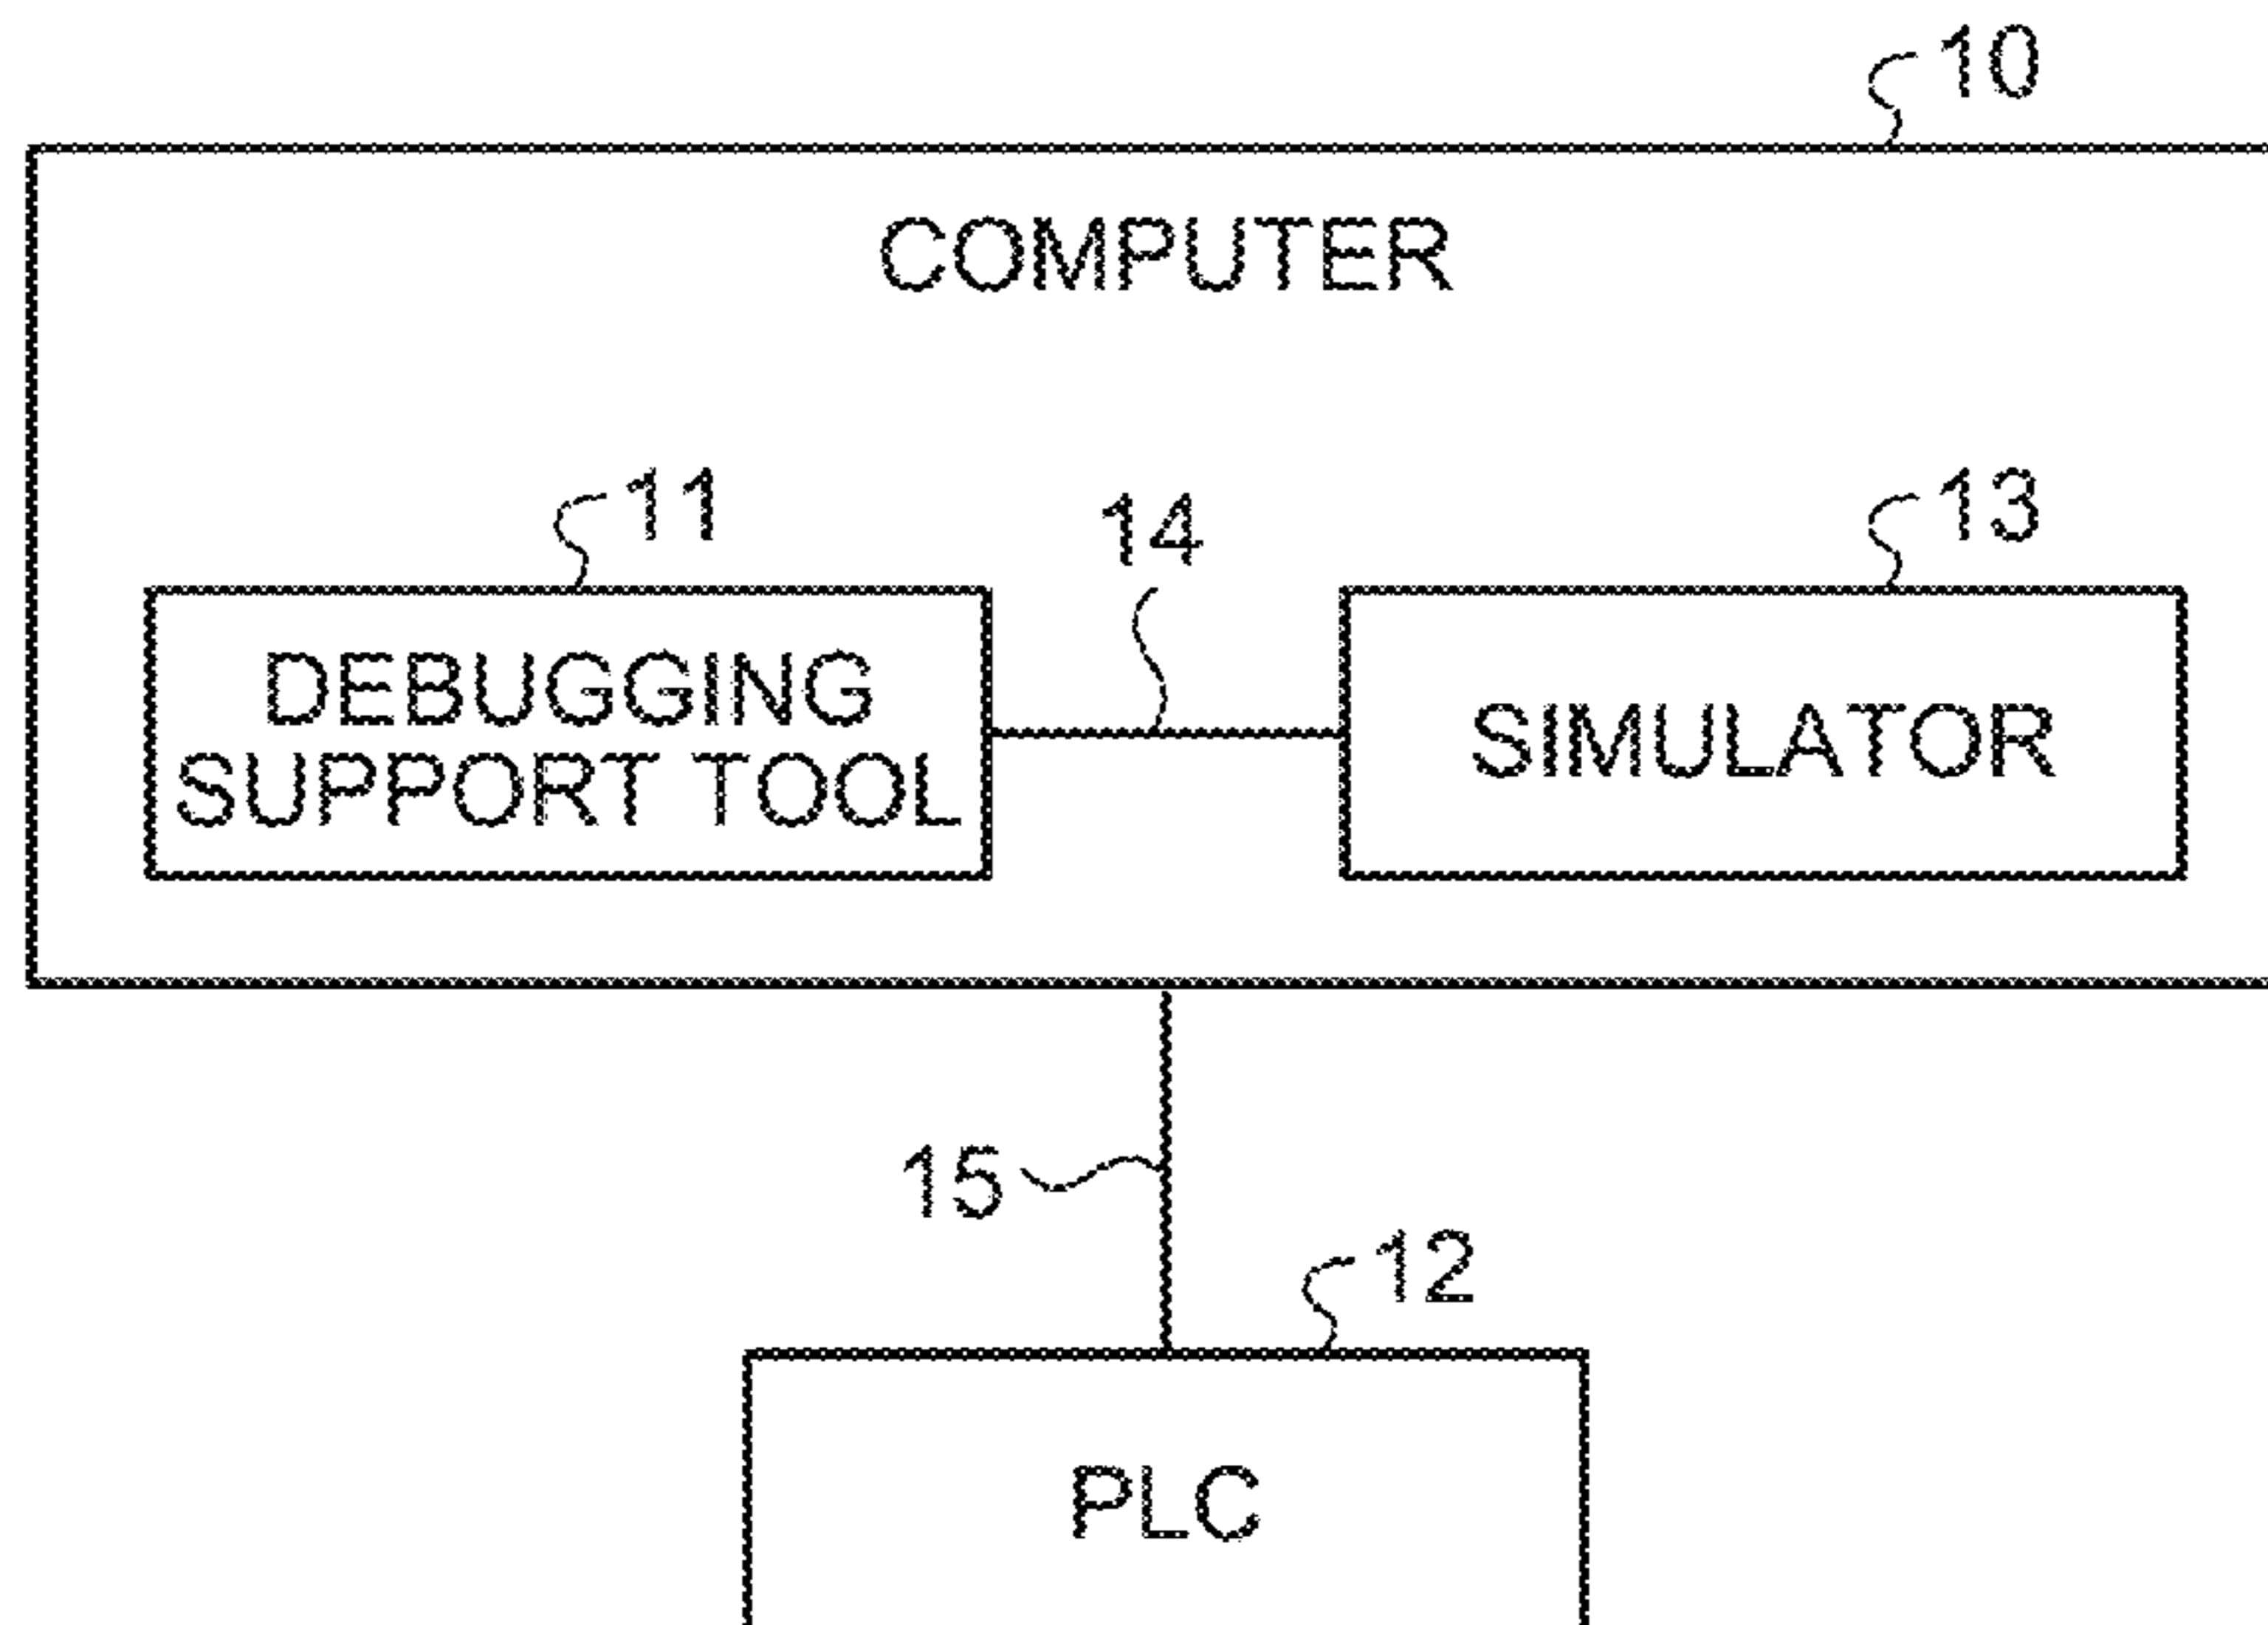 10
COMPUTER
11
14
13
DEBUGGING
SUPPORT TOOL
SIMULATOR
15
12
PLC